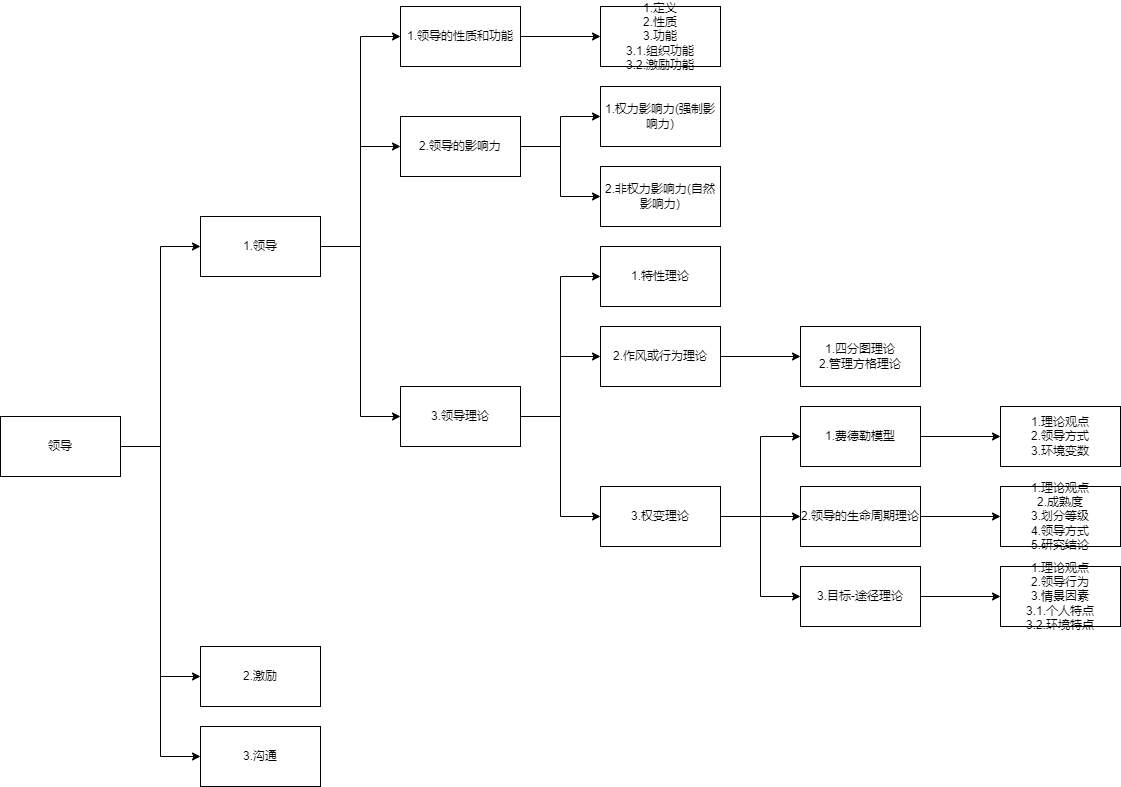 1.定义
2.性质
3.功能
3.1.组织功能
3.2.激励功能
1.领导的性质和功能
1.权力影响力(强制影
响力)
2.领导的影响力
2.非权力影响力(自然
影响力)
1.领导
1.特性理论
2.作风或行为理论
1.四分图理论
2.管理方格理论
3.领导理论
领导
1.费德勒模型
1.理论观点
2.领导方式
3.环境变数
3.权变理论
2.领导的生命周期理论
1.理论观点
2.成熟度
3.划分等级
4.领导方式
5.研究结论
3.目标-途径理论
1.理论观点
2.领导行为
3.情景因素
3.1.个人特点
3.2.环境特点
2.激励
3.沟通